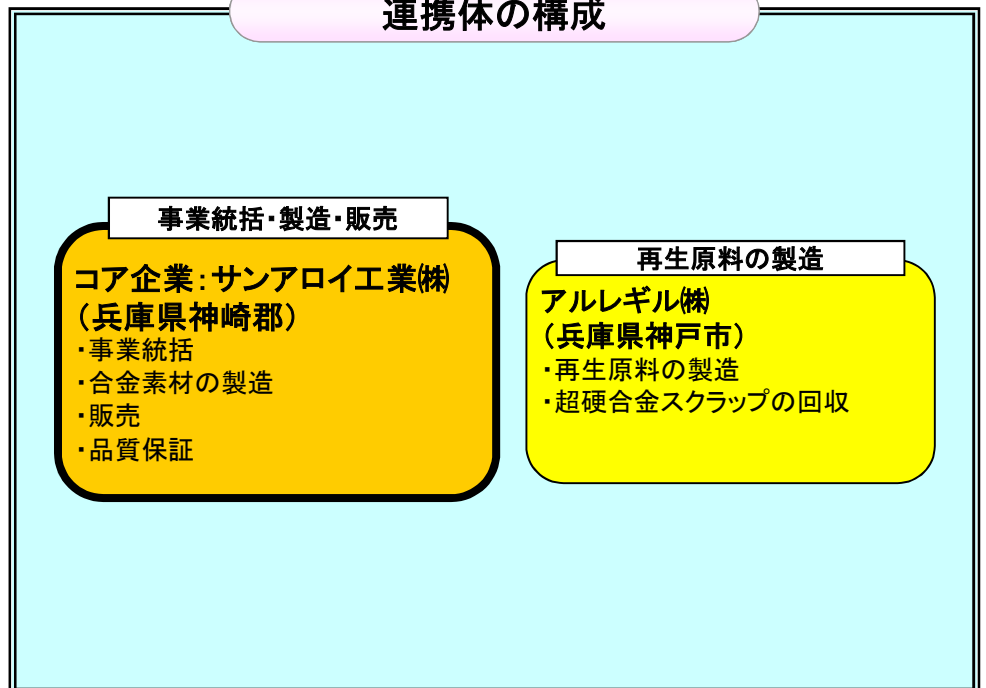 連携体の構成
事業統括・製造・販売
コア企業：サンアロイ工業㈱
（兵庫県神崎郡）
・事業統括
・合金素材の製造
・販売
・品質保証
再生原料の製造
アルレギル㈱
（兵庫県神戸市）
・再生原料の製造
・超硬合金スクラップの回収